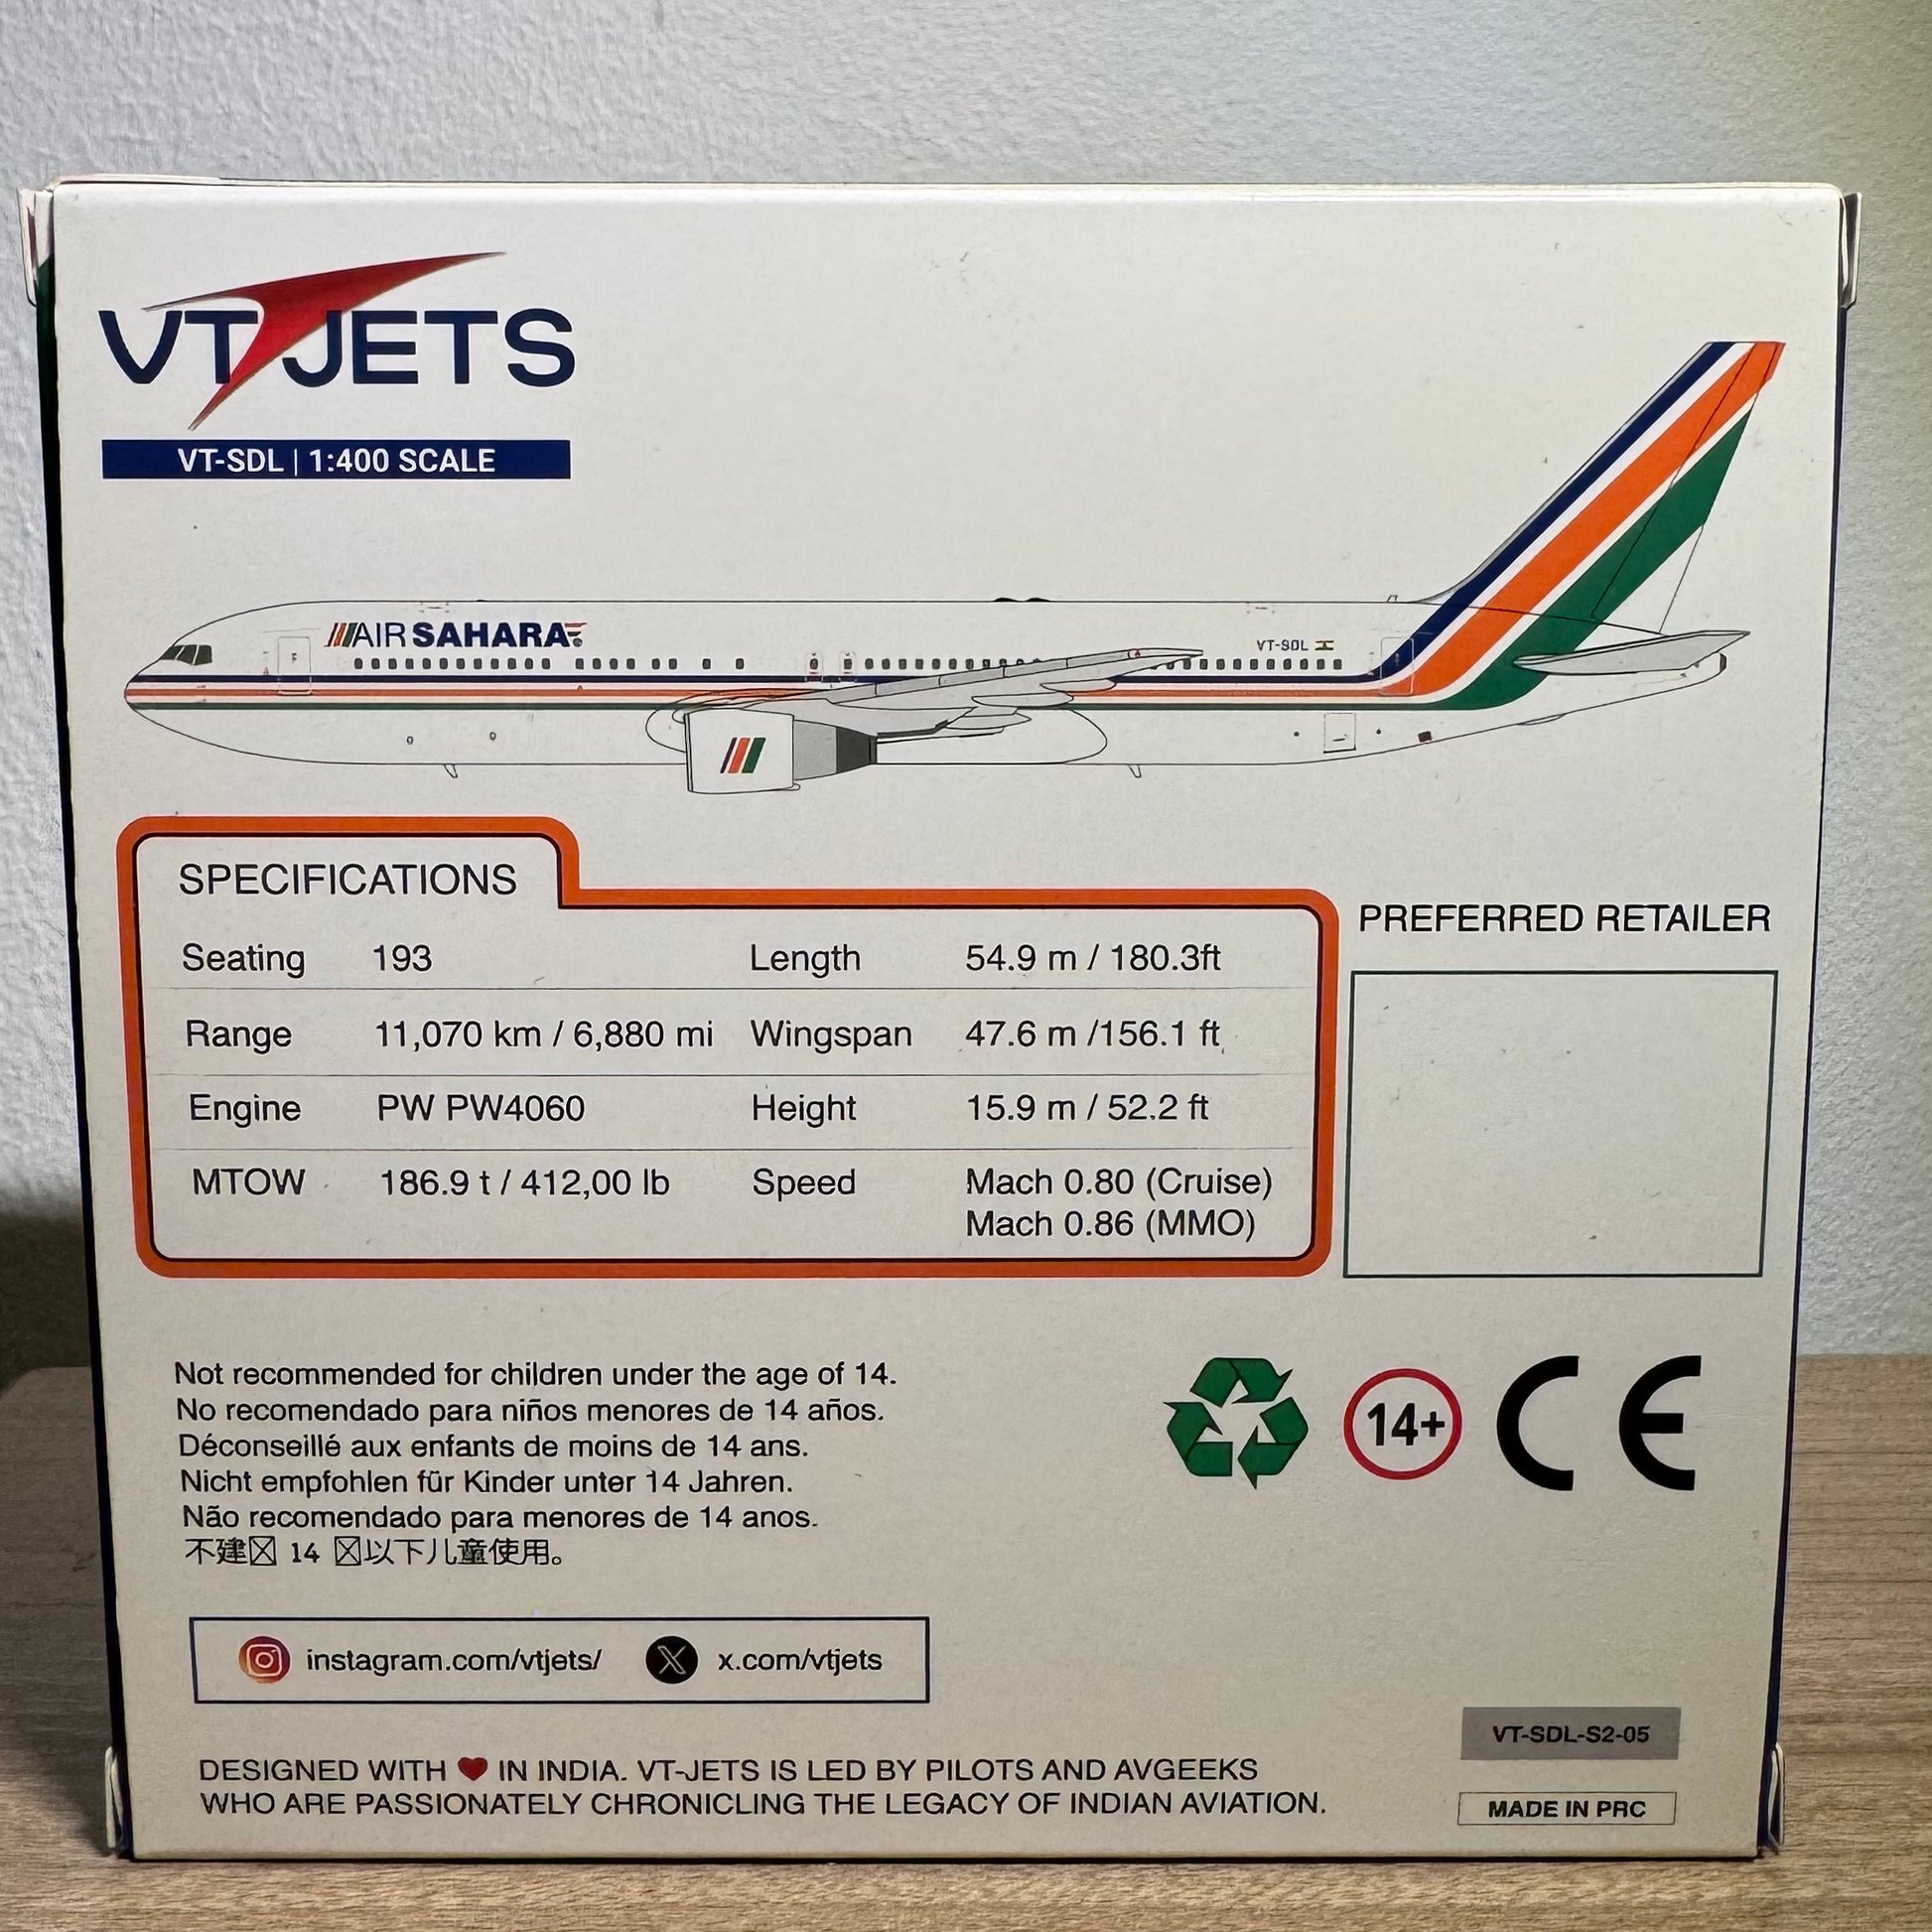 VT JETS
VT-SDL | 1:400 SCALE
AIR SAHARA
VT-SDL
SPECIFICATIONS
Seating 193 Length 54.9 m / 180.3ft
Range 11,070 km / 6,880 mi Wingspan 47.6 m /156.1 ft
Engine PW PW4060 Height 15.9 m / 52.2 ft
MTOW 186.9 t / 412,00 lb Speed Mach 0.80 (Cruise)
Mach 0.86 (MMO)
PREFERRED RETAILER
Not recommended for children under the age of 14.
No recomendado para niños menores de 14 años.
Déconseillé aux enfants de moins de 14 ans.
Nicht empfohlen für Kinder unter 14 Jahren.
Não recomendado para menores de 14 anos.
不建☒ 14 ☒以下儿童使用。
14+
CE
instagram.com/vtjets/ x.com/vtjets
DESIGNED WITH ❤ IN INDIA. VT-JETS IS LED BY PILOTS AND AVGEEKS
WHO ARE PASSIONATELY CHRONICLING THE LEGACY OF INDIAN AVIATION.
VT-SDL-S2-05
MADE IN PRC